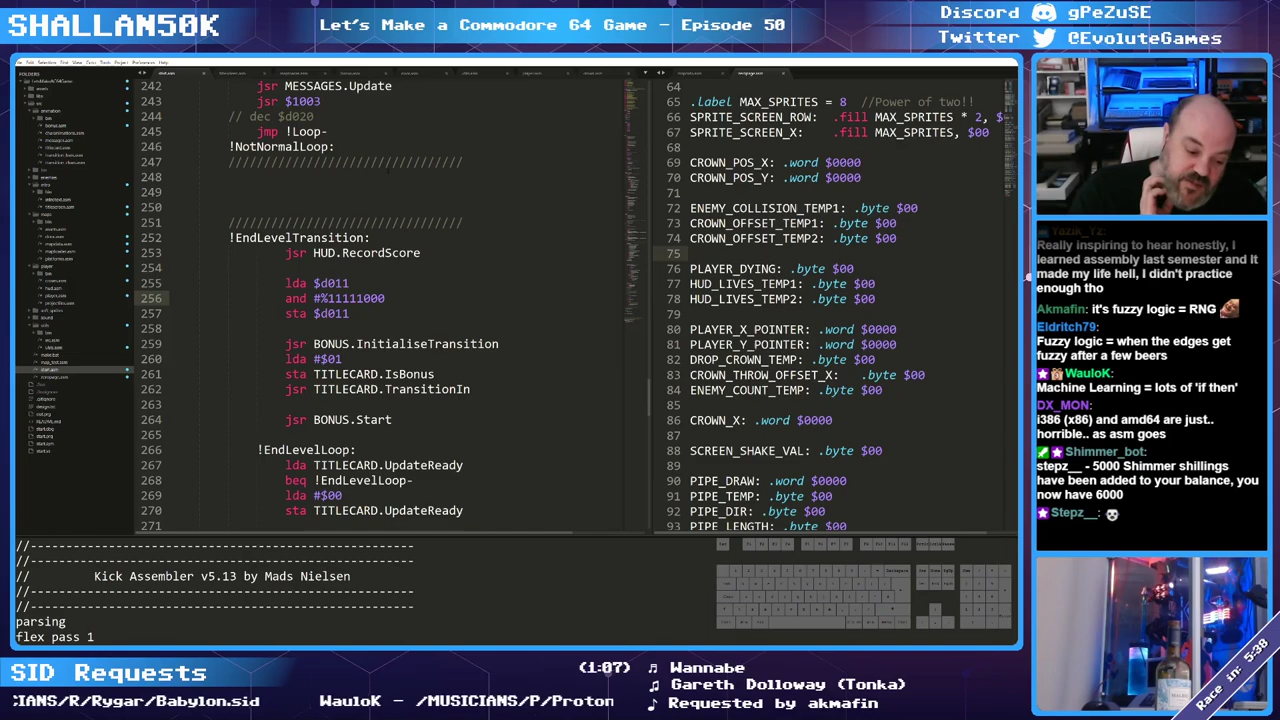 SHALLAN50K
Let's Make a Commodore 64 Game - Episode 50
Discord gPeZuSE
Twitter @EvoluteGames
FOLDERS
242 jsr MESSAGES.Update
243 jsr $1003
244 // dec $d020
245 jmp !Loop-
246 !NotNormalLoop:
247 /////////////////////////////////
248
249
250
251 /////////////////////////////////
252 !EndLevelTransition:
253 jsr HUD.RecordScore
254
255 lda $d011
256 and #%11111000
257 sta $d011
258
259 jsr BONUS.InitialiseTransition
260 lda #$01
261 sta TITLECARD.IsBonus
262 jsr TITLECARD.TransitionIn
263
264 jsr BONUS.Start
265
266 !EndLevelLoop:
267 lda TITLECARD.UpdateReady
268 beq !EndLevelLoop-
269 lda #$00
270 sta TITLECARD.UpdateReady
271
64
65 .label MAX_SPRITES = 8 //Power of two!!
66 SPRITE_SCREEN_ROW: .fill MAX_SPRITES * 2, $
67 SPRITE_SCREEN_X: .fill MAX_SPRITES, $00
68
69 CROWN_POS_X: .word $0000
70 CROWN_POS_Y: .word $0000
71
72 ENEMY_COLLISION_TEMP1: .byte $00
73 CROWN_OFFSET_TEMP1: .byte $00
74 CROWN_OFFSET_TEMP2: .byte $00
75
76 PLAYER_DYING: .byte $00
77 HUD_LIVES_TEMP1: .byte $00
78 HUD_LIVES_TEMP2: .byte $00
79
80 PLAYER_X_POINTER: .word $0000
81 PLAYER_Y_POINTER: .word $0000
82 DROP_CROWN_TEMP: .byte $00
83 CROWN_THROW_OFFSET_X: .byte $00
84 ENEMY_COUNT_TEMP: .byte $00
85
86 CROWN_X: .word $0000
87
88 SCREEN_SHAKE_VAL: .byte $00
89
90 PIPE_DRAW: .word $0000
91 PIPE_TEMP: .byte $00
92 PIPE_DIR: .byte $00
93 PIPE_LENGTH: .byte $00
//------------------------------------------------------
//------------------------------------------------------
// Kick Assembler v5.13 by Mads Nielsen
//------------------------------------------------------
//------------------------------------------------------
parsing
flex pass 1
Really inspiring to hear honestly, I
learned assembly last semester and It
made my life hell, I didn't practice
enough tho
Akmafin: it's fuzzy logic = RNG
Eldritch79:
Fuzzy logic = when the edges get
fuzzy after a few beers
WauloK:
Machine Learning = lots of 'if then'
DX_MON:
i386 (x86) and amd64 are just..
horrible.. as asm goes
Shimmer_bot:
stepz__ - 5000 Shimmer shillings
have been added to your balance, you
now have 6000
Stepz__:
SID Requests
(1:07)
Wannabe
Gareth Dolloway (Tonka)
Requested by akmafin
CIANS/R/Rygar/Babylon.sid WauloK - /MUSICIANS/P/Proton
Race in: 5:38